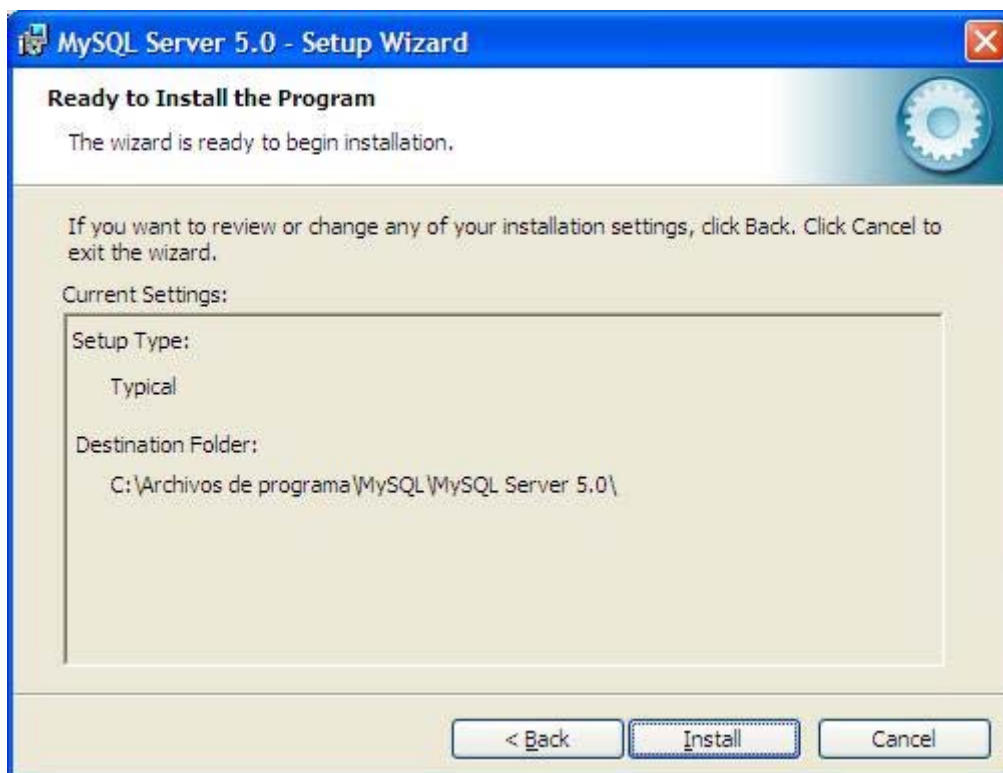 MySQL Server 5.0 - Setup Wizard
Ready to Install the Program
The wizard is ready to begin installation.
If you want to review or change any of your installation settings, click Back. Click Cancel to
exit the wizard.
Current Settings:
Setup Type:
Typical
Destination Folder:
C:\Archivos de programa\MySQL\MySQL Server 5.0\
< Back Install Cancel